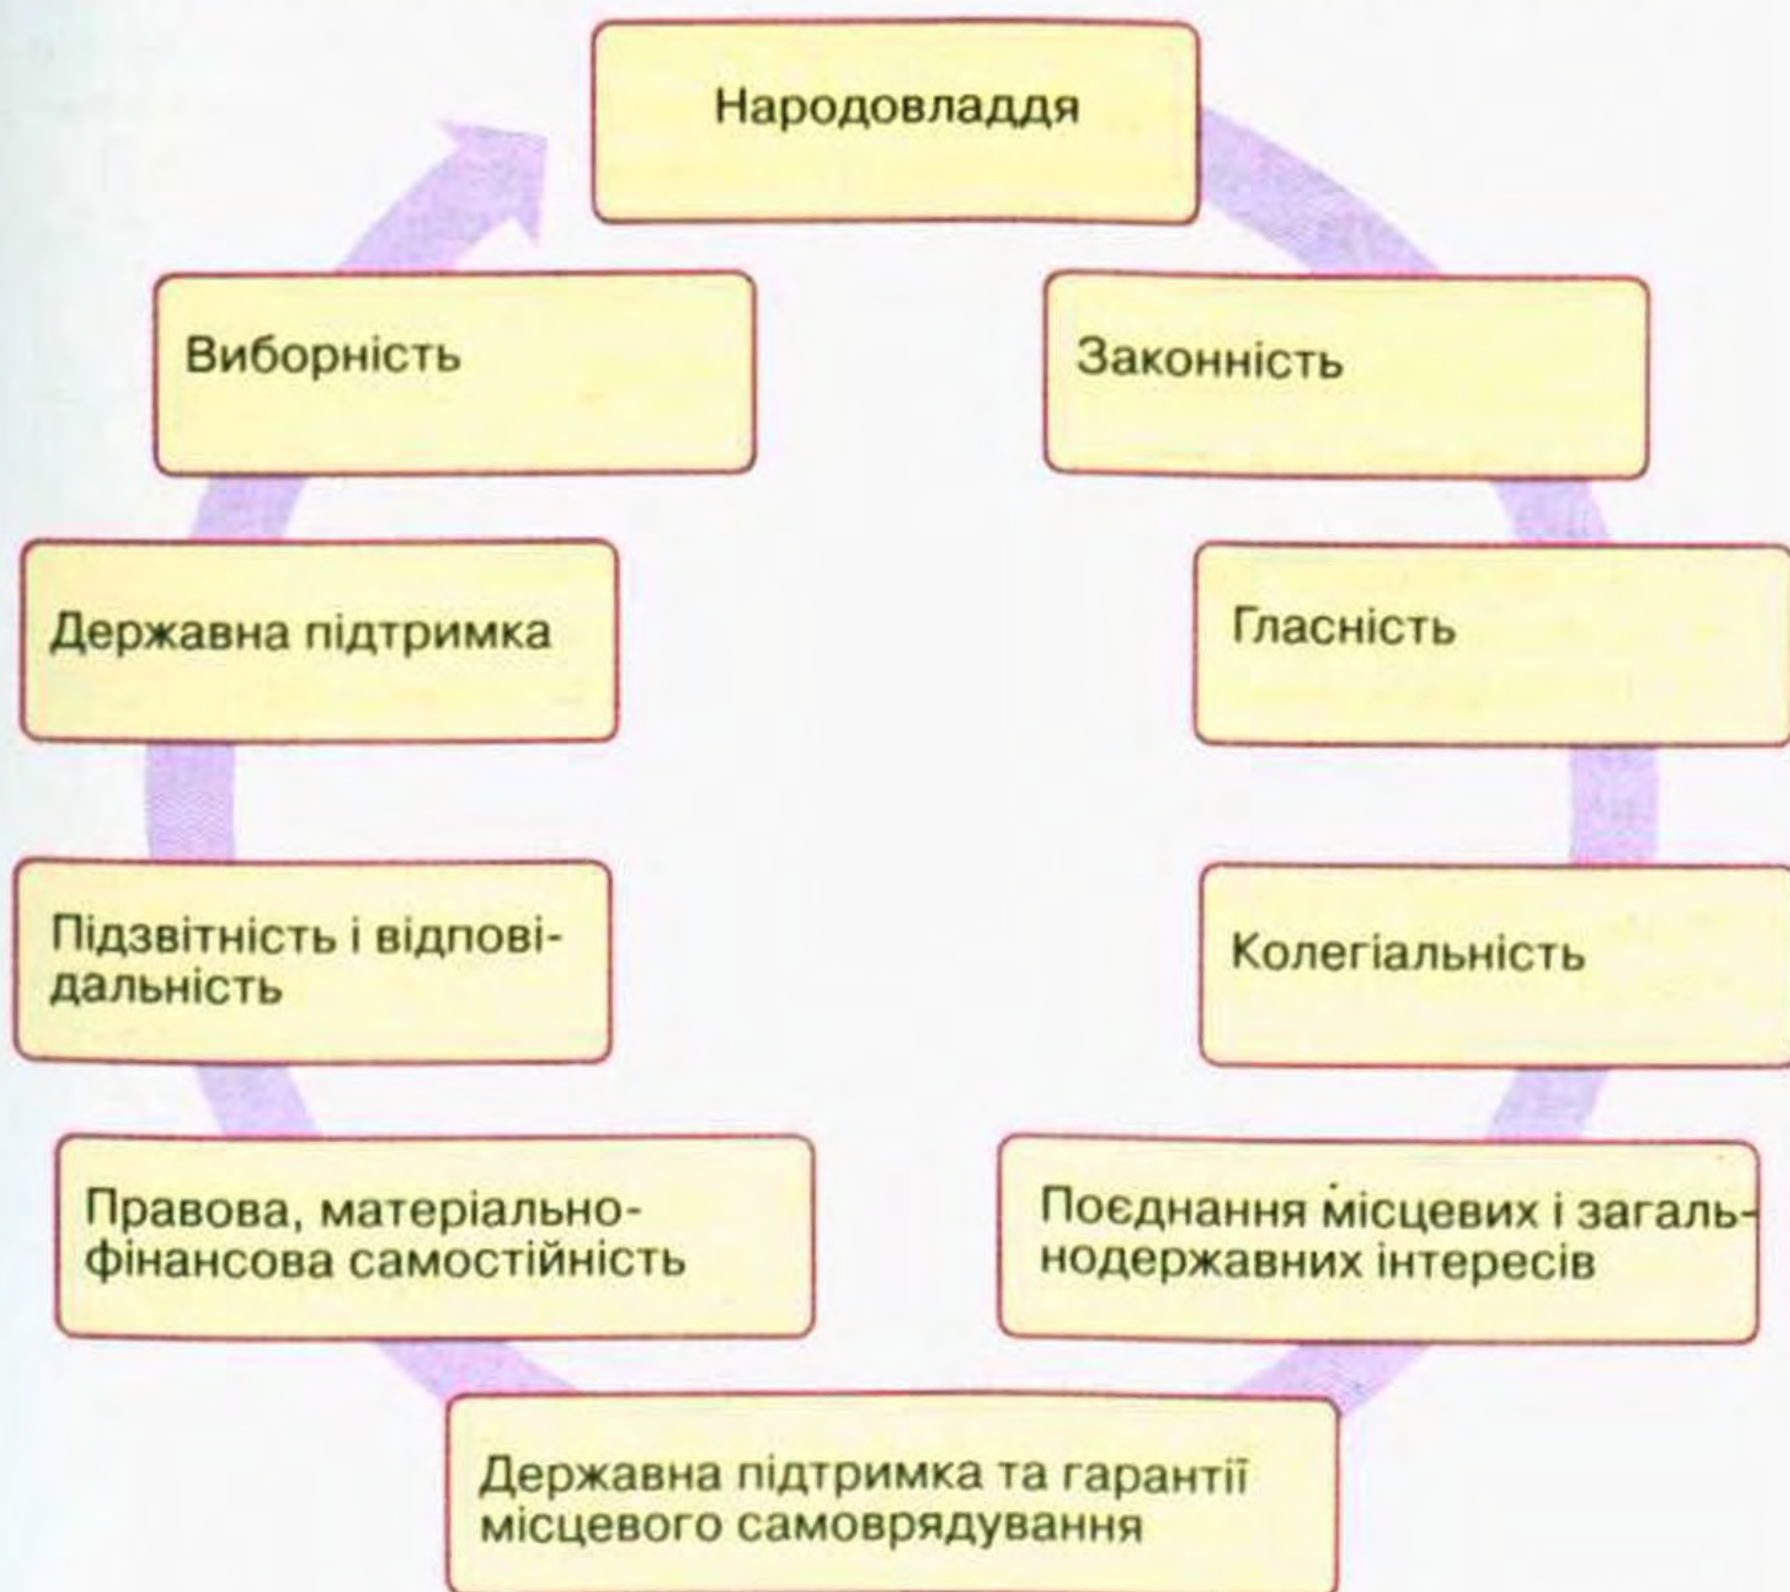 Народовладдя
Виборність
Законність
Державна підтримка
Гласність
Підзвітність і відпові-
дальність
Колегіальність
Правова, матеріально-
фінансова самостійність
Поєднання місцевих і загаль-
нодержавних інтересів
Державна підтримка та гарантії
місцевого самоврядування